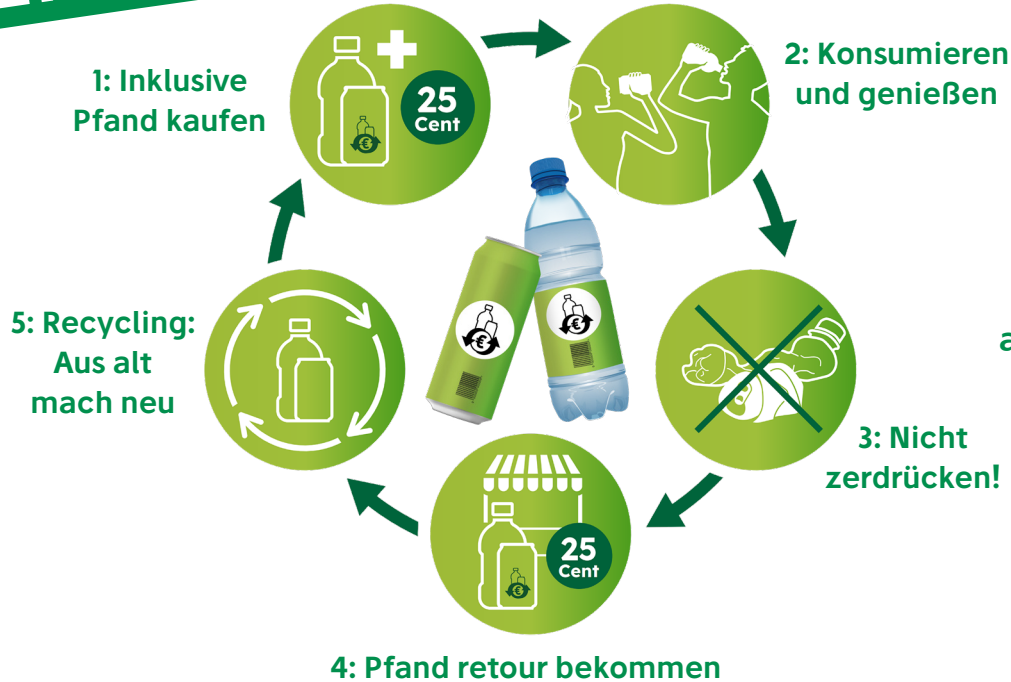 1: Inklusive
Pfand kaufen
25
Cent
2: Konsumieren
und genießen
3: Nicht
zerdrücken!
4: Pfand retour bekommen
25
Cent
5: Recycling:
Aus alt
mach neu